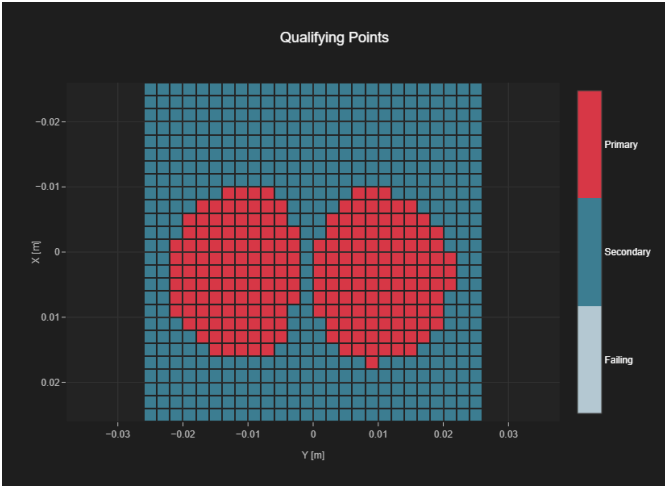 Qualifying Points
−0.02
−0.01
0
0.01
0.02
X [m]
−0.03
−0.02
−0.01
0
0.01
0.02
0.03
Y [m]
Primary
Secondary
Failing